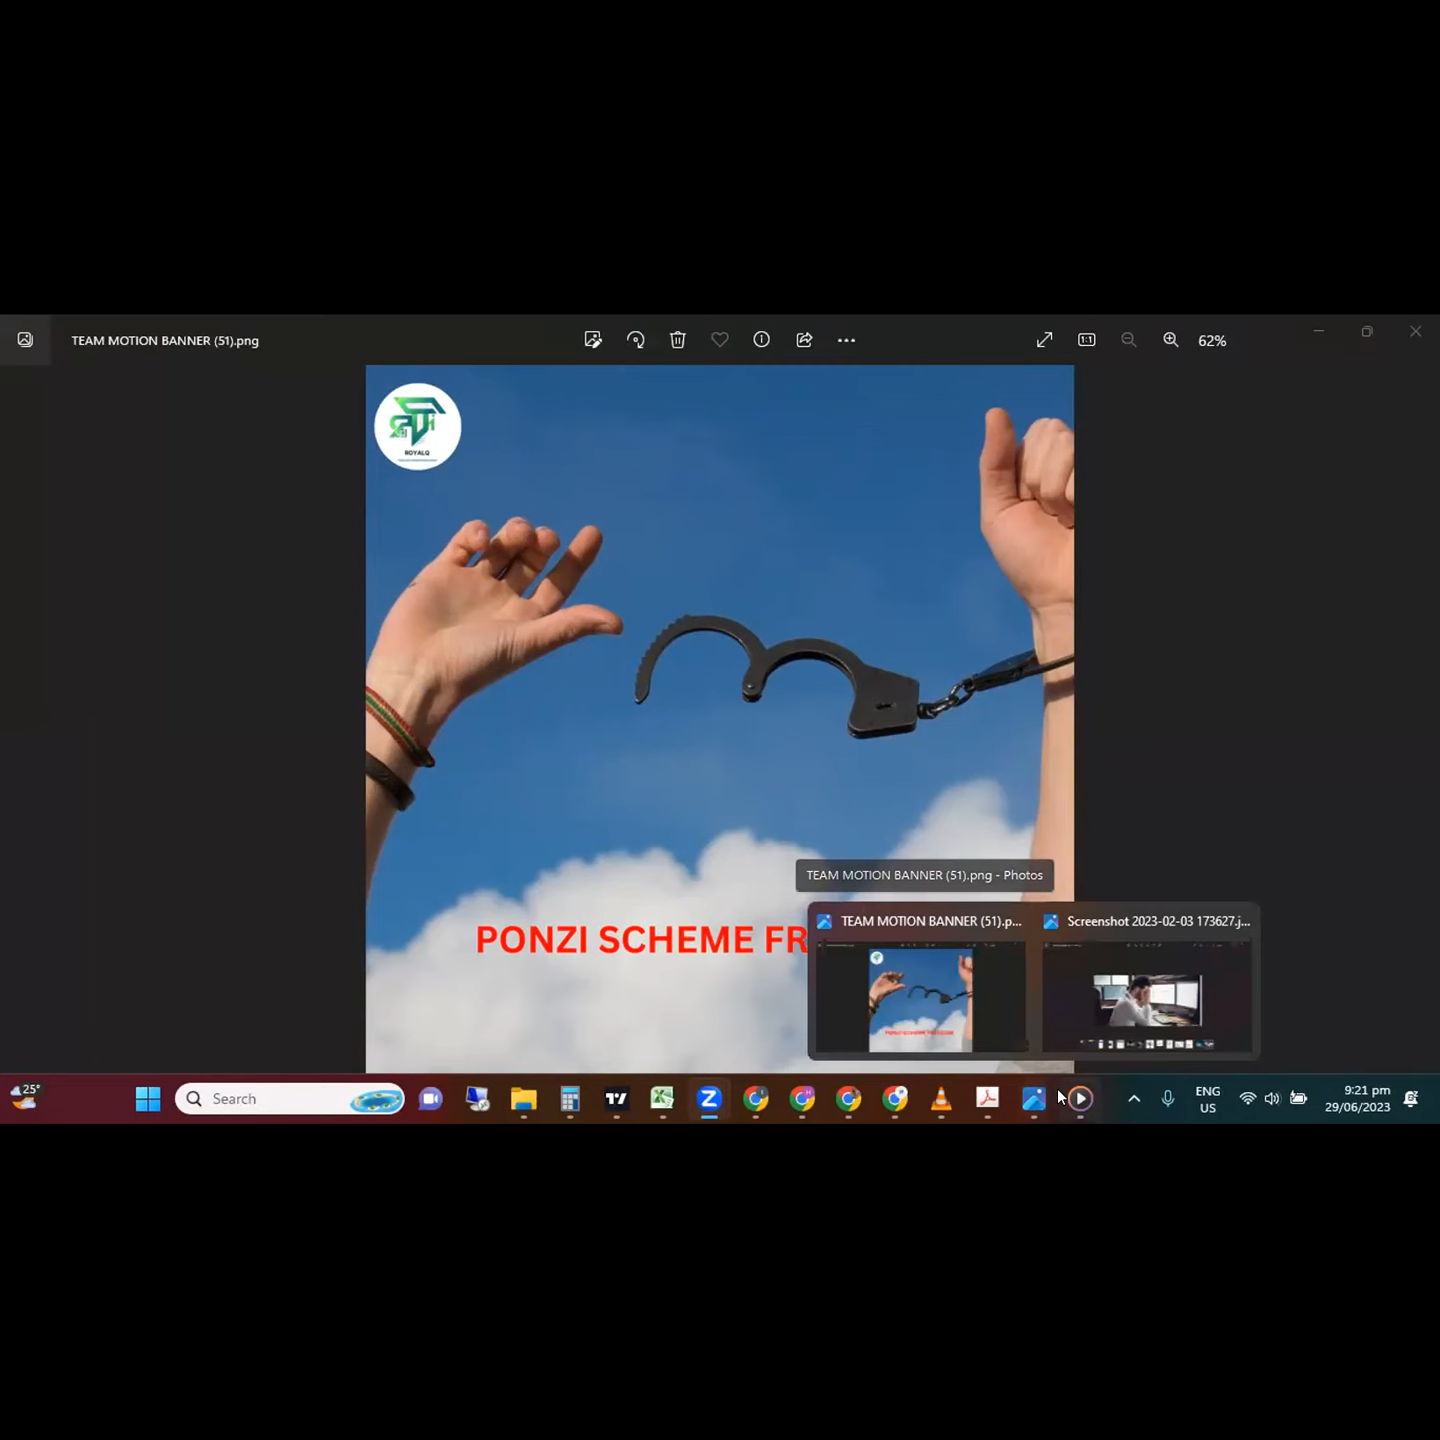 TEAM MOTION BANNER (51).png
62%
ROYALQ
PONZI SCHEME FR
TEAM MOTION BANNER (51).png - Photos
TEAM MOTION BANNER (51).p...
Screenshot 2023-02-03 173627.j...
25°
Search
ENG
US
9:21 pm
29/06/2023